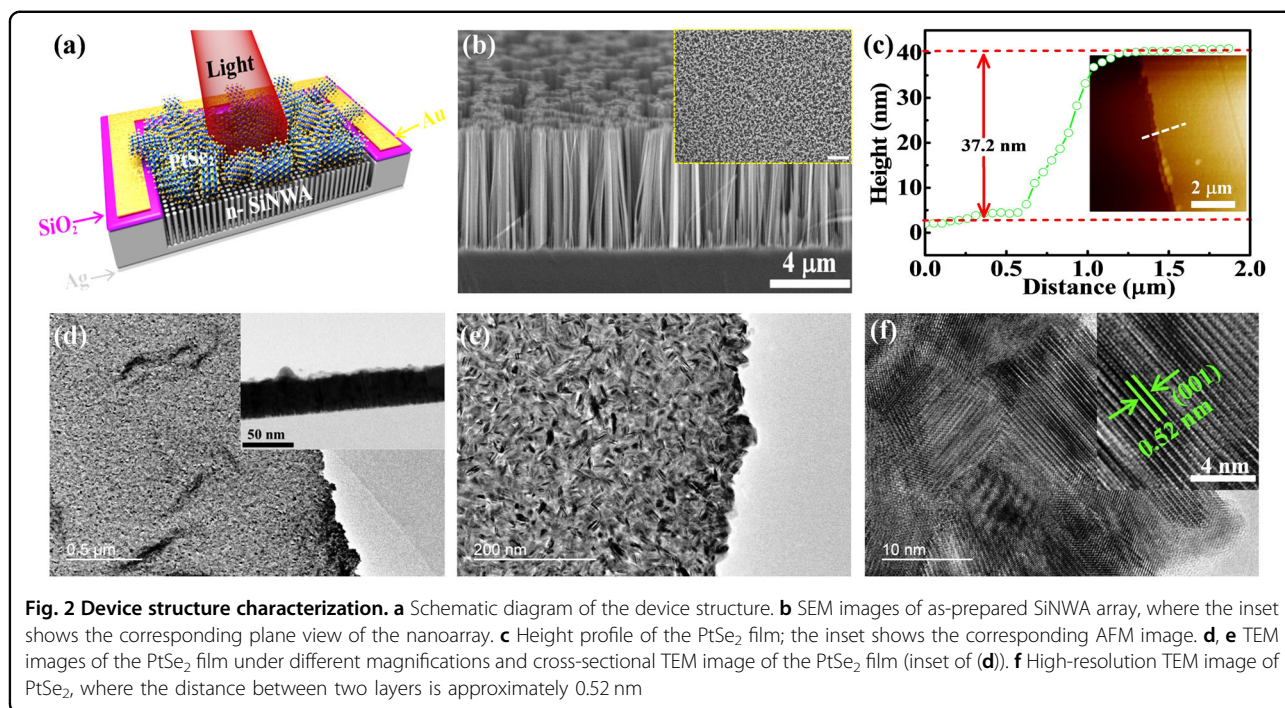 (a)
Light
Au
PtSe
n- SiNWA
SiO₂
Ag
(b)
4 μm
(c)
40
30
20
10
0
Height (nm)
37.2 nm
2 μm
0.0
0.5
1.0
1.5
2.0
Distance (μm)
(d)
50 nm
0.5 μm
(e)
200 nm
(f)
(001)
0.52 nm
4 nm
10 nm
Fig. 2 Device structure characterization. a Schematic diagram of the device structure. b SEM images of as-prepared SiNWA array, where the inset
shows the corresponding plane view of the nanoarray. c Height profile of the PtSe₂ film; the inset shows the corresponding AFM image. d, e TEM
images of the PtSe₂ film under different magnifications and cross-sectional TEM image of the PtSe₂ film (inset of (d)). f High-resolution TEM image of
PtSe₂, where the distance between two layers is approximately 0.52 nm